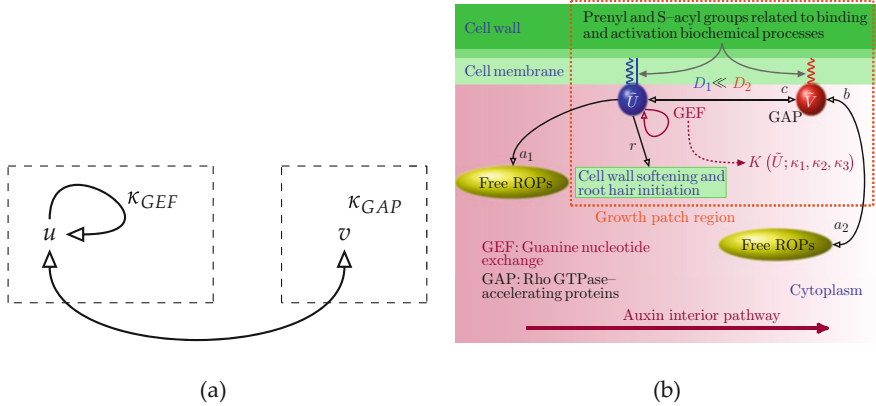 κ_GEF
κ_GAP
u
v
(a)
Cell wall
Prenyl and S–acyl groups related to binding
and activation biochemical processes
Cell membrane
D₁ ≪ D₂
Ũ
c
V
b
GEF
GAP
r
a₁
K (Ũ; κ₁, κ₂, κ₃)
Free ROPs
Cell wall softening and
root hair initiation
Growth patch region
a₂
Free ROPs
GEF: Guanine nucleotide
exchange
GAP: Rho GTPase–
accelerating proteins
Cytoplasm
Auxin interior pathway
(b)